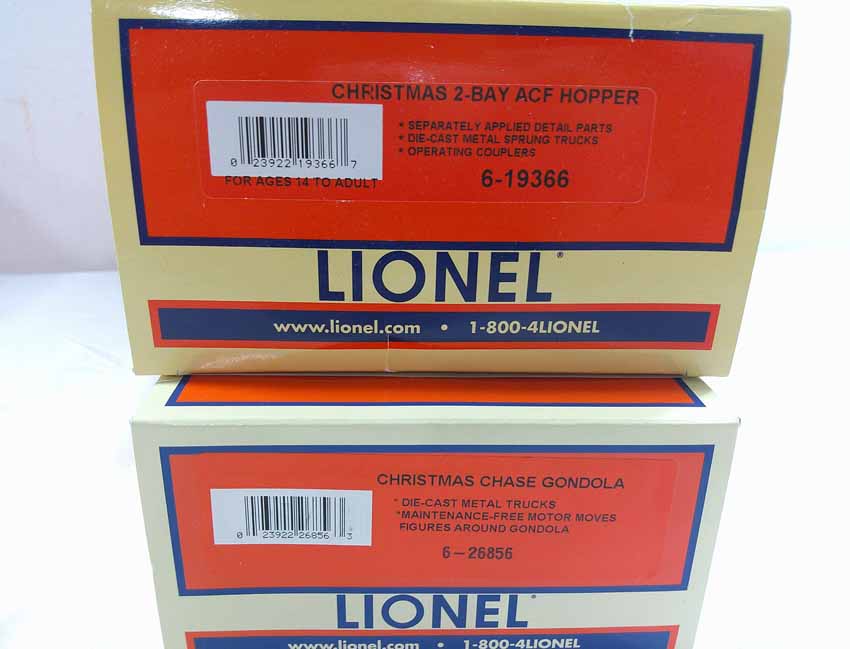 CHRISTMAS 2-BAY ACF HOPPER
* SEPARATELY APPLIED DETAIL PARTS
* DIE-CAST METAL SPRUNG TRUCKS
* OPERATING COUPLERS
0 23922 19366 7
FOR AGES 14 TO ADULT
6-19366
LIONEL®
www.lionel.com • 1-800-4LIONEL
CHRISTMAS CHASE GONDOLA
* DIE-CAST METAL TRUCKS
*MAINTENANCE-FREE MOTOR MOVES
FIGURES AROUND GONDOLA
0 23922 26856 3
6-26856
LIONEL®
www.lionel.com • 1-800-4LIONEL